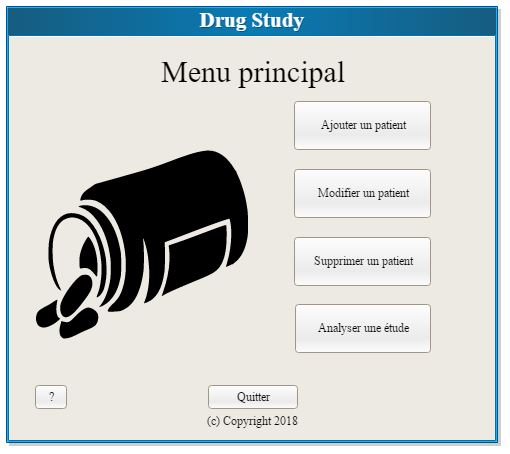 Drug Study
Menu principal
Ajouter un patient
Modifier un patient
Supprimer un patient
Analyser une étude
?
Quitter
(c) Copyright 2018